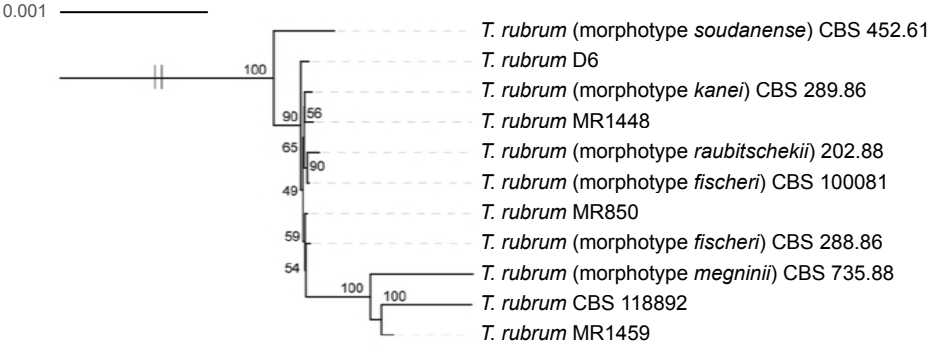 0.001
T. rubrum (morphotype soudanense) CBS 452.61
100
T. rubrum D6
T. rubrum (morphotype kanei) CBS 289.86
90 56
T. rubrum MR1448
65
T. rubrum (morphotype raubitschekii) 202.88
90
T. rubrum (morphotype fischeri) CBS 100081
49
T. rubrum MR850
59
T. rubrum (morphotype fischeri) CBS 288.86
54
T. rubrum (morphotype megninii) CBS 735.88
100 100
T. rubrum CBS 118892
T. rubrum MR1459